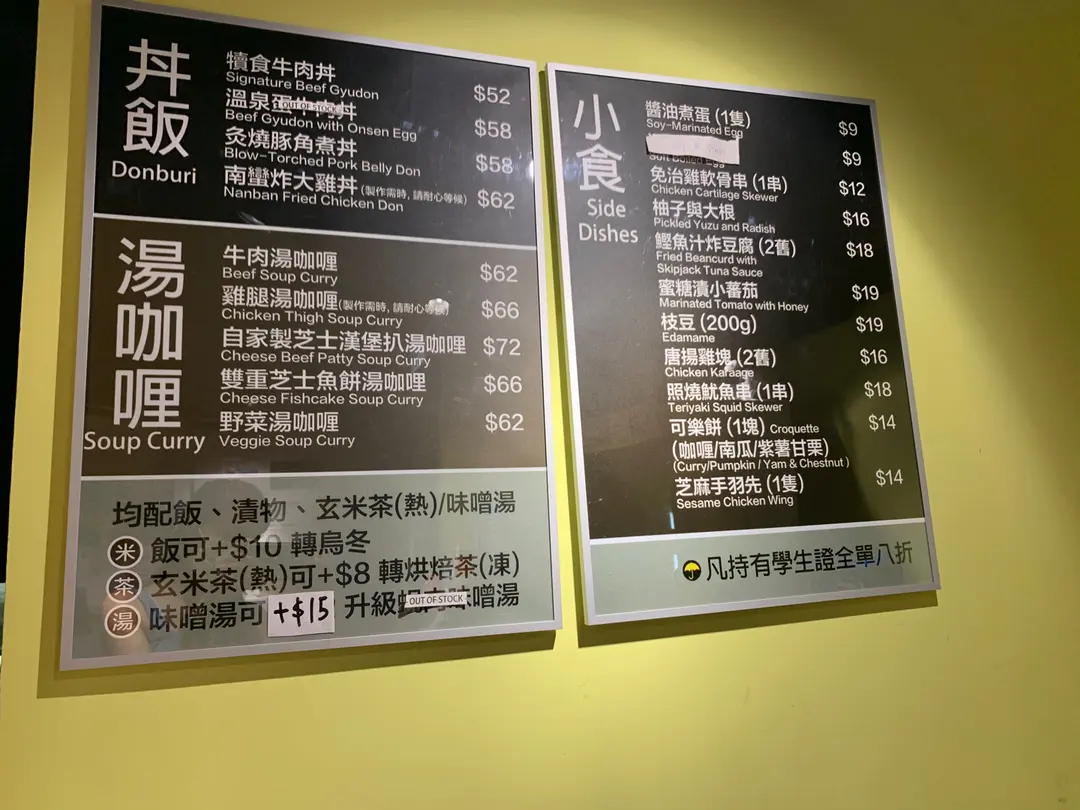 丼飯
Donburi
犢食牛肉丼
Signature Beef Gyudon
$52
溫泉蛋牛肉丼
OUT OF STOCK
Beef Gyudon with Onsen Egg
$58
炙燒豚角煮丼
Blow-Torched Pork Belly Don
$58
南蠻炸大雞丼 (製作需時, 請耐心等候)
Nanban Fried Chicken Don
$62
湯咖喱
Soup Curry
牛肉湯咖喱
Beef Soup Curry
$62
雞腿湯咖喱 (製作需時, 請耐心等候)
Chicken Thigh Soup Curry
$66
自家製芝士漢堡扒湯咖哩
Cheese Beef Patty Soup Curry
$72
雙重芝士魚餅湯咖哩
Cheese Fishcake Soup Curry
$66
野菜湯咖喱
Veggie Soup Curry
$62
均配飯、漬物、玄米茶(熱)/味噌湯
米 飯可+$10 轉烏冬
茶 玄米茶(熱)可+$8 轉烘焙茶(凍)
湯 味噌湯可 +$15 升級 味噌湯
OUT OF STOCK
小食
Side
Dishes
醬油煮蛋 (1隻)
Soy-Marinated Egg
$9
Soft Boiled Egg
$9
免治雞軟骨串 (1串)
Chicken Cartilage Skewer
$12
柚子與大根
Pickled Yuzu and Radish
$16
鰹魚汁炸豆腐 (2舊)
Fried Beancurd with
Skipjack Tuna Sauce
$18
蜜糖漬小蕃茄
Marinated Tomato with Honey
$19
枝豆 (200g)
Edamame
$19
唐揚雞塊 (2舊)
Chicken Karaage
$16
照燒魷魚串 (1串)
Teriyaki Squid Skewer
$18
可樂餅 (1塊) Croquette
(咖喱/南瓜/紫薯甘栗)
(Curry/Pumpkin / Yam & Chestnut )
$14
芝麻手羽先 (1隻)
Sesame Chicken Wing
$14
凡持有學生證全單八折